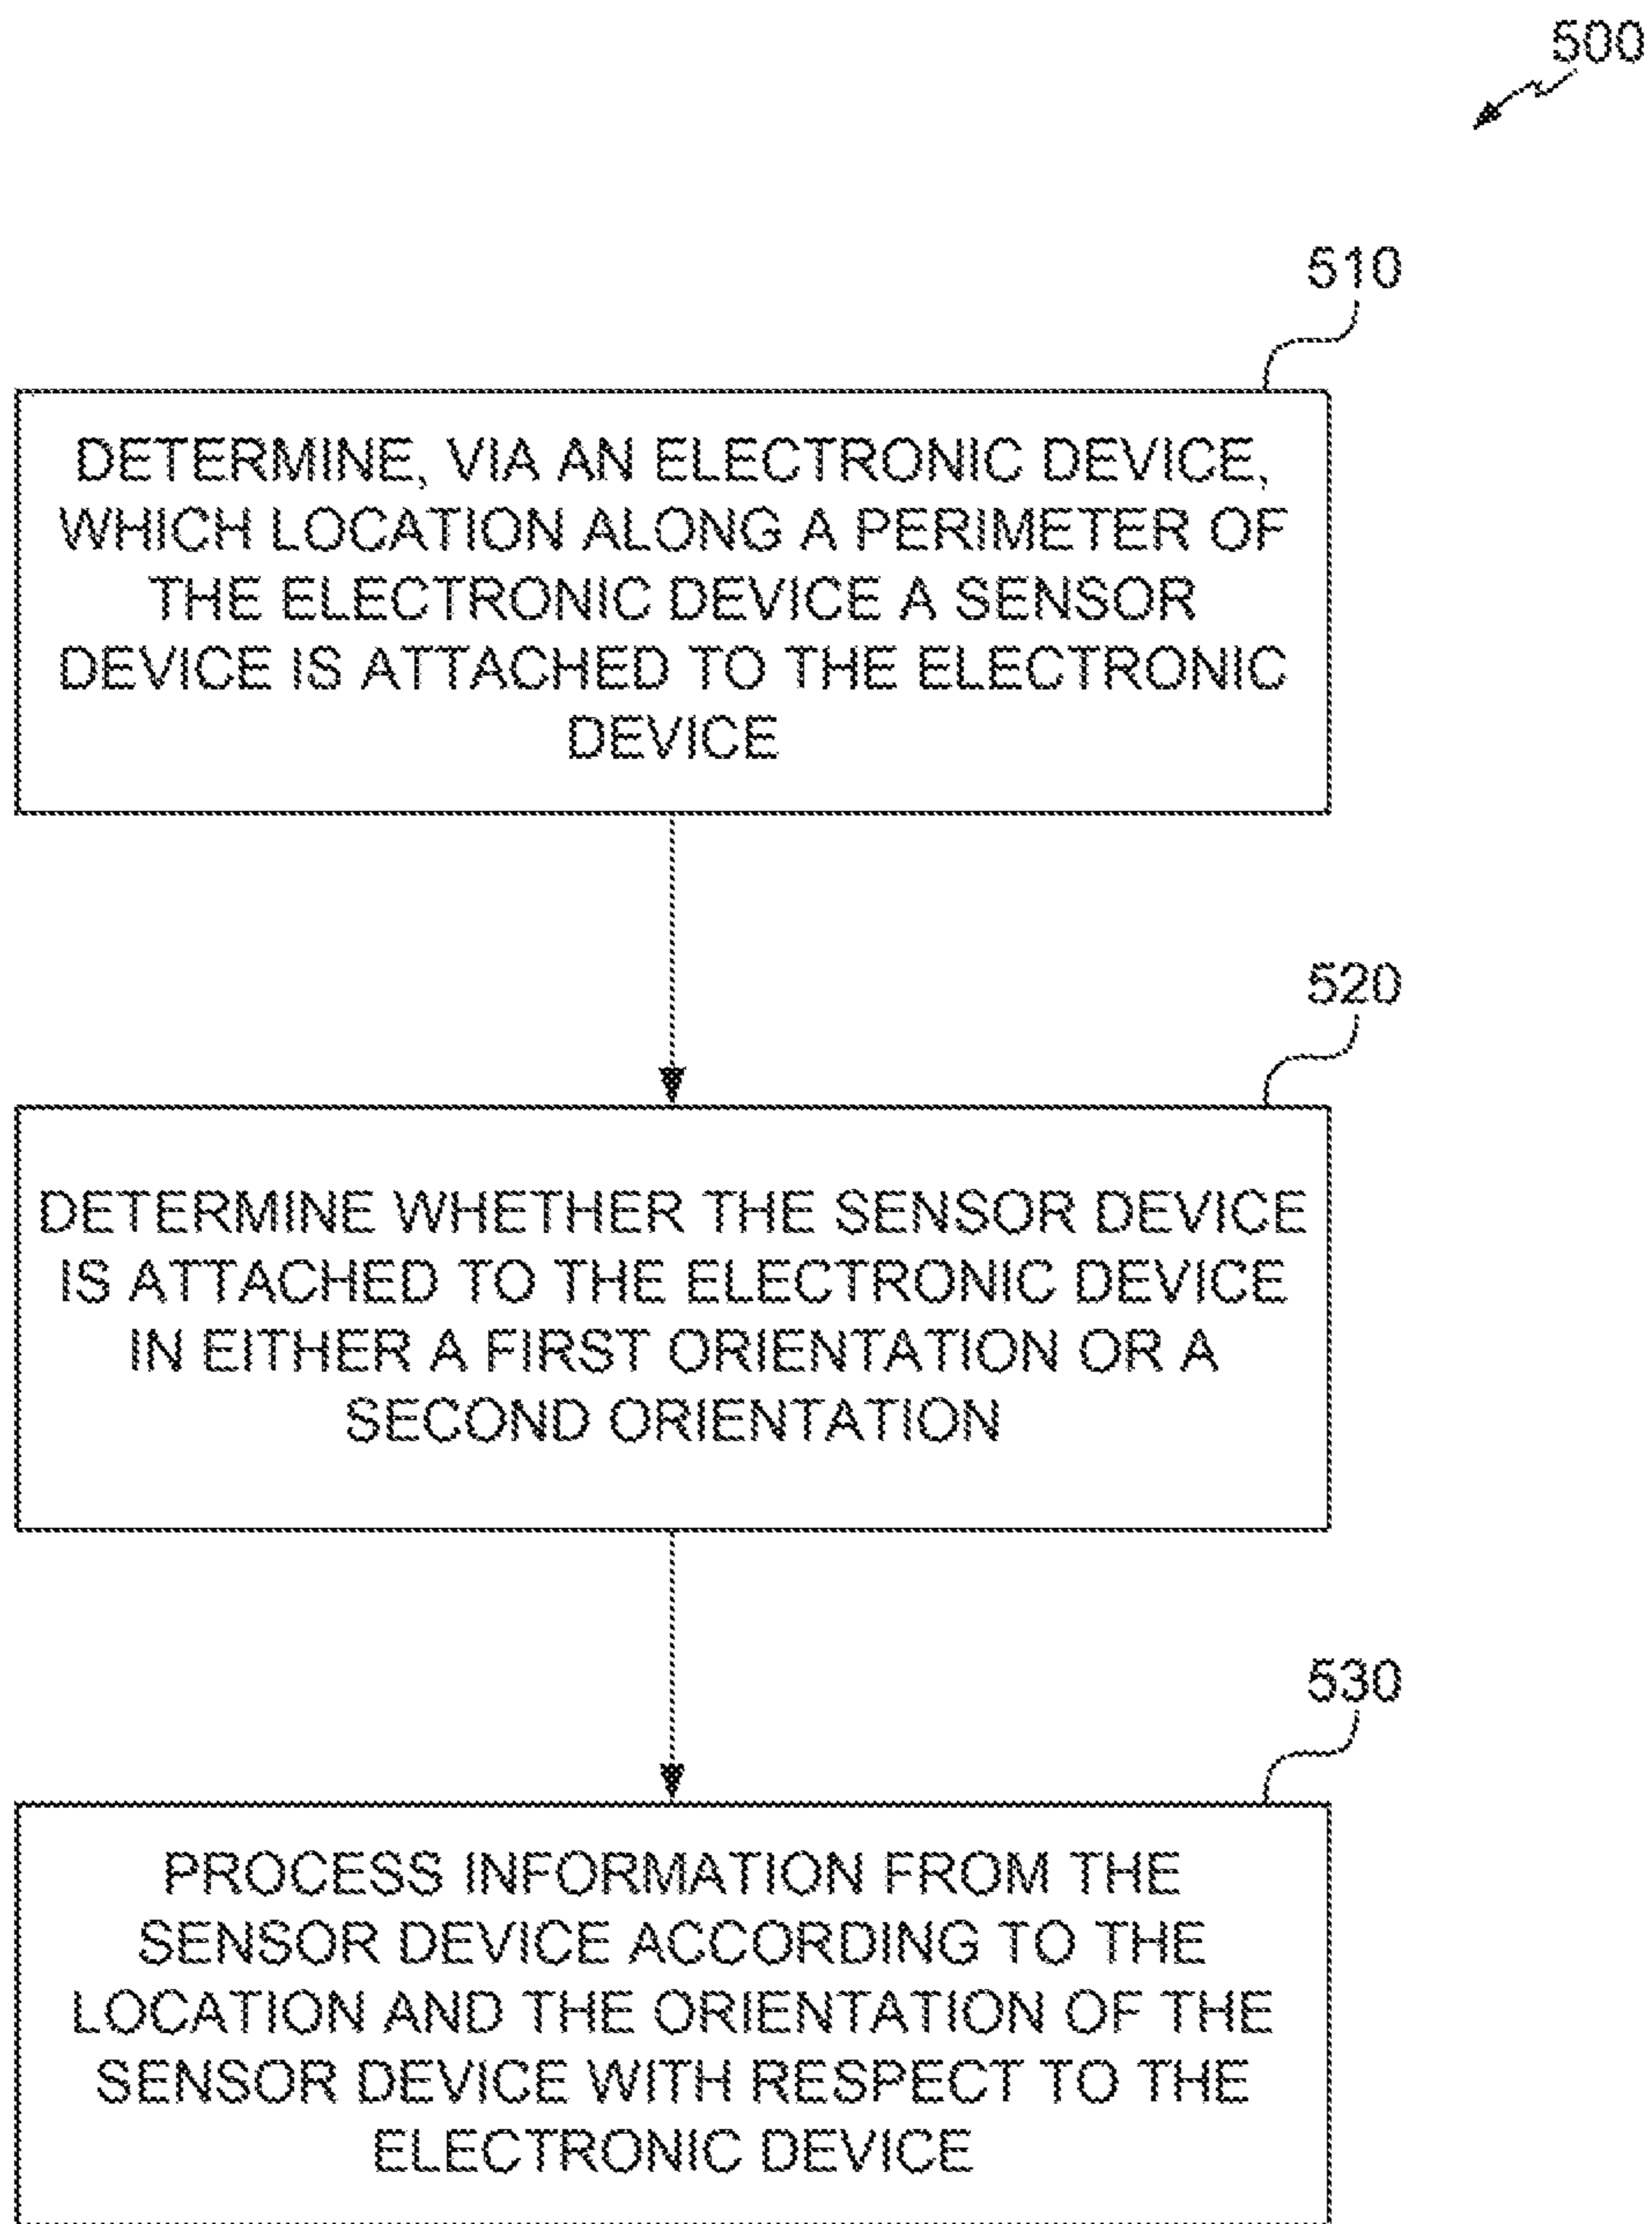 500
510
DETERMINE, VIA AN ELECTRONIC DEVICE,
WHICH LOCATION ALONG A PERIMETER OF
THE ELECTRONIC DEVICE A SENSOR
DEVICE IS ATTACHED TO THE ELECTRONIC
DEVICE
520
DETERMINE WHETHER THE SENSOR DEVICE
IS ATTACHED TO THE ELECTRONIC DEVICE
IN EITHER A FIRST ORIENTATION OR A
SECOND ORIENTATION
530
PROCESS INFORMATION FROM THE
SENSOR DEVICE ACCORDING TO THE
LOCATION AND THE ORIENTATION OF THE
SENSOR DEVICE WITH RESPECT TO THE
ELECTRONIC DEVICE